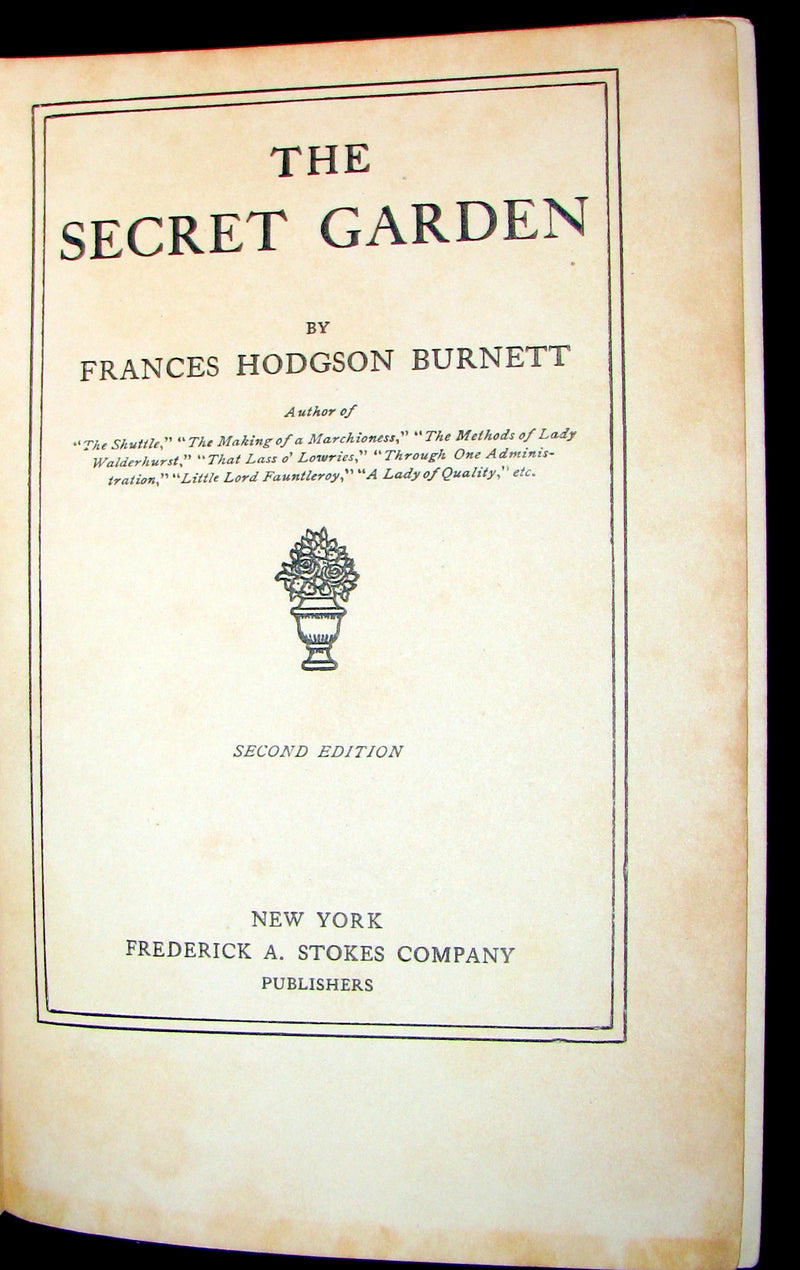 THE
SECRET GARDEN
BY
FRANCES HODGSON BURNETT
Author of
“The Shuttle,” “The Making of a Marchioness,” “The Methods of Lady
Walderhurst,” “That Lass o' Lowries,” “Through One Adminis-
tration,” “Little Lord Fauntleroy,” “A Lady of Quality,” etc.
SECOND EDITION
NEW YORK
FREDERICK A. STOKES COMPANY
PUBLISHERS